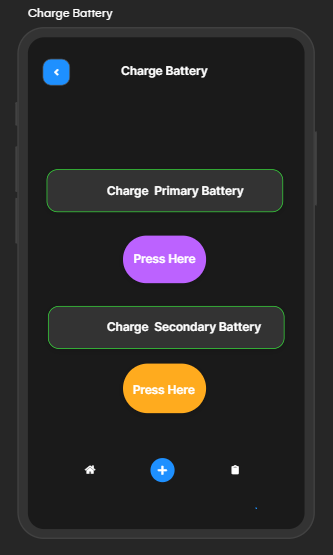 Charge Battery
Charge Battery
Charge Primary Battery
Press Here
Charge Secondary Battery
Press Here